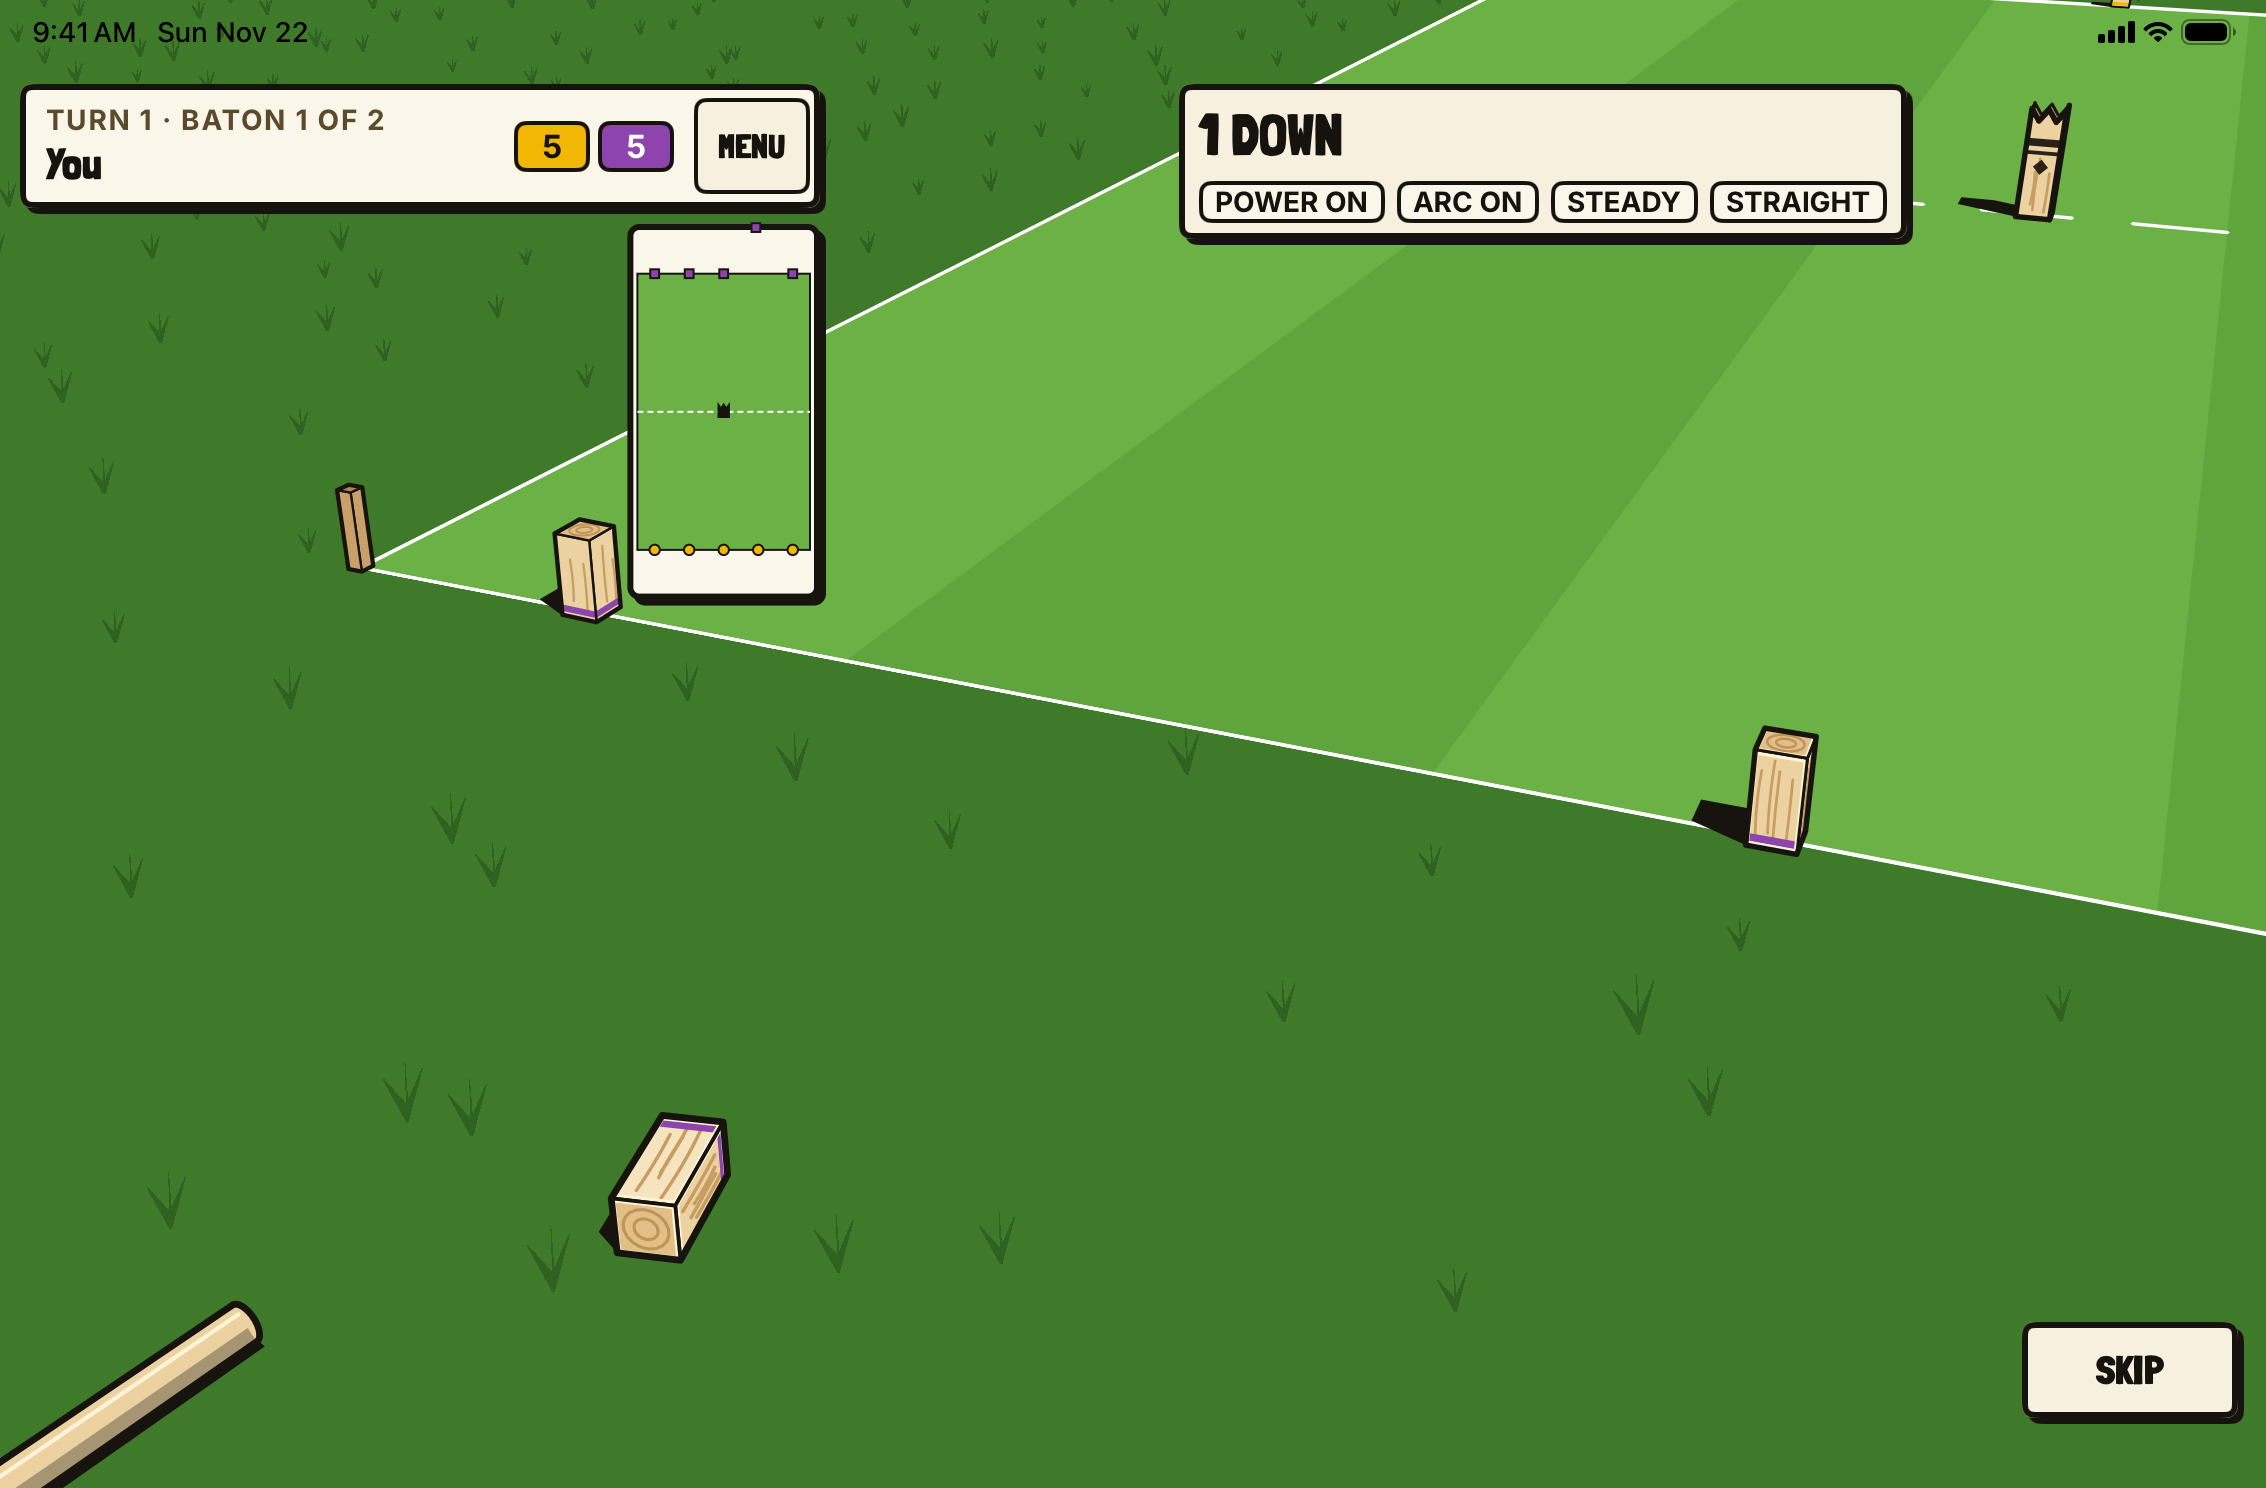 9:41 AM Sun Nov 22
TURN 1 · BATON 1 OF 2
You
5 5
MENU
1 DOWN
POWER ON ARC ON STEADY STRAIGHT
SKIP